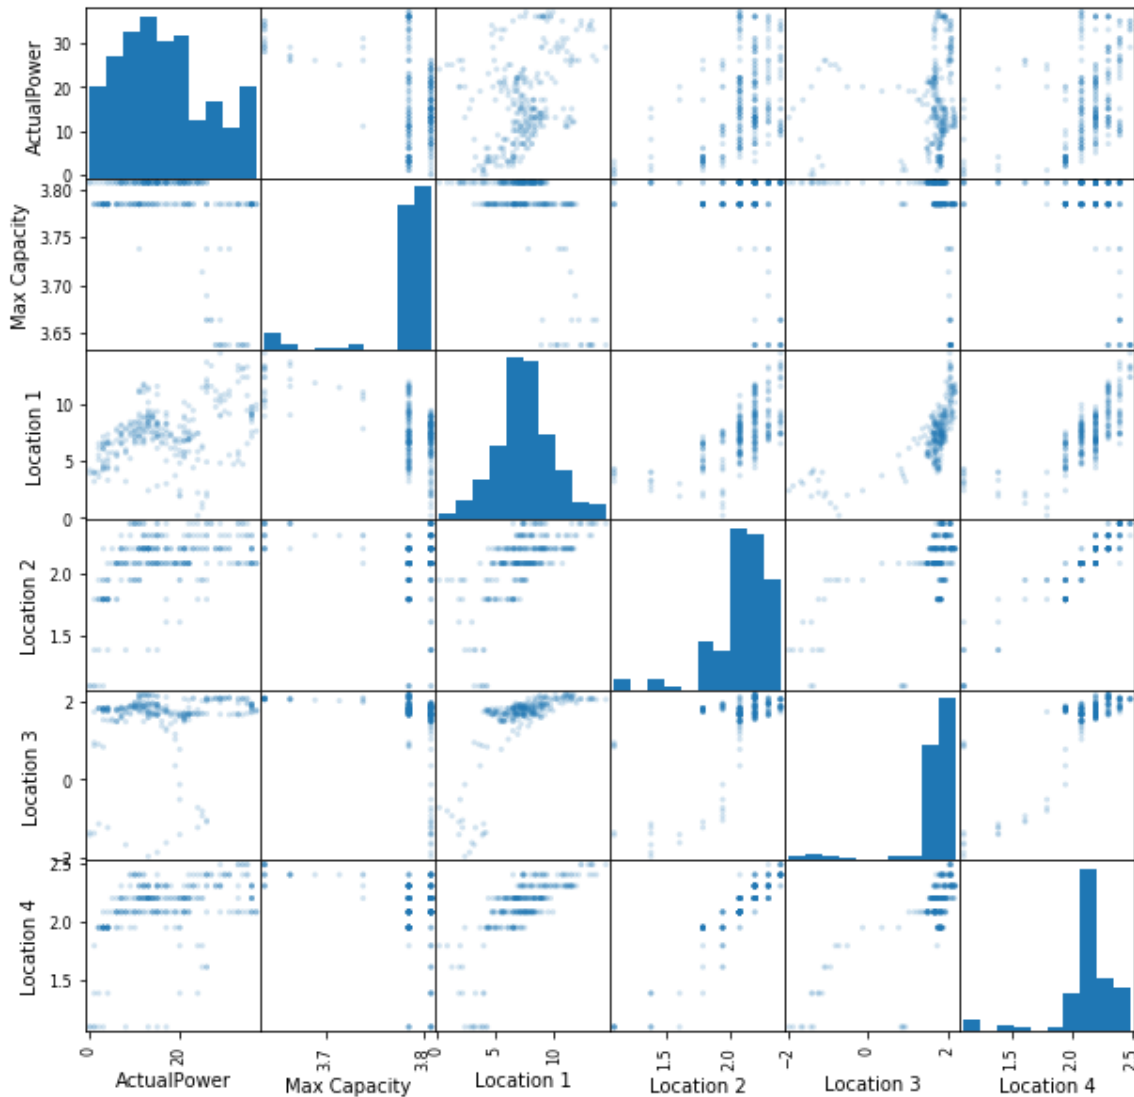 ActualPower 30 20 10 0
Max Capacity 3.80 3.75 3.70 3.65
Location 1 10 5 0
Location 2 2.0 1.5
Location 3 2 0 -2
Location 4 2.5 2.0 1.5
0 20 3.7 3.8 0 5 10 1.5 2.0 -2 0 2 1.5 2.0 2.5
ActualPower Max Capacity Location 1 Location 2 Location 3 Location 4